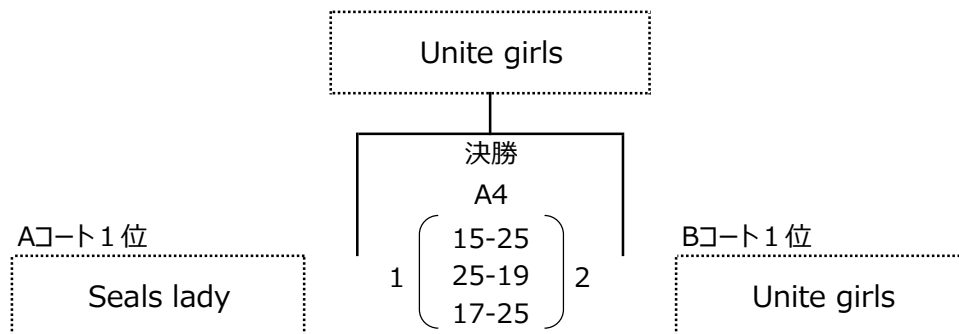 Unite girls
決勝
A4
Aコート１位
Bコート１位
15-25
1 25-19 2
17-25
Seals lady
Unite girls